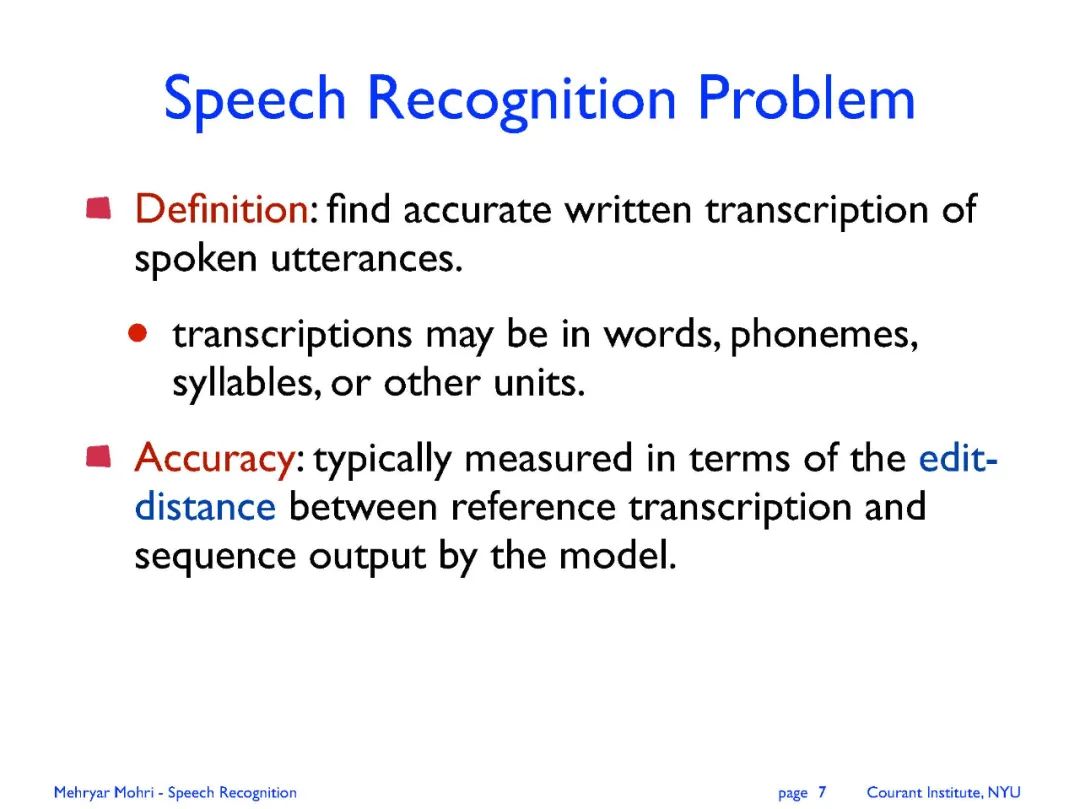 Speech Recognition Problem
Definition: find accurate written transcription of
spoken utterances.
transcriptions may be in words, phonemes,
syllables, or other units.
Accuracy: typically measured in terms of the edit-
distance between reference transcription and
sequence output by the model.
Mehryar Mohri - Speech Recognition page 7 Courant Institute, NYU